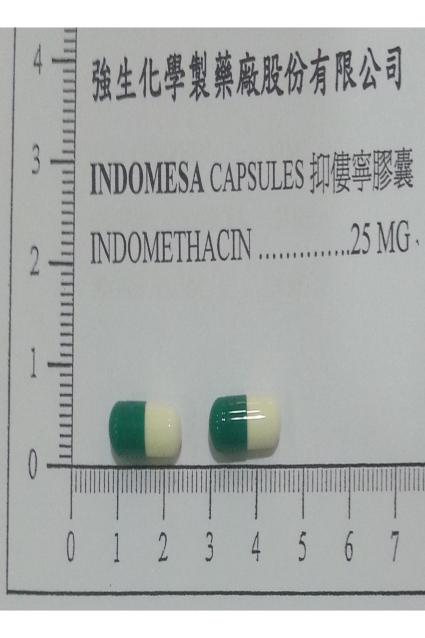 強生化學製藥廠股份有限公司
INDOMESA CAPSULES 抑僂寧膠囊
INDOMETHACIN ..............25 MG、
4
3
2
1
0
0 1 2 3 4 5 6 7